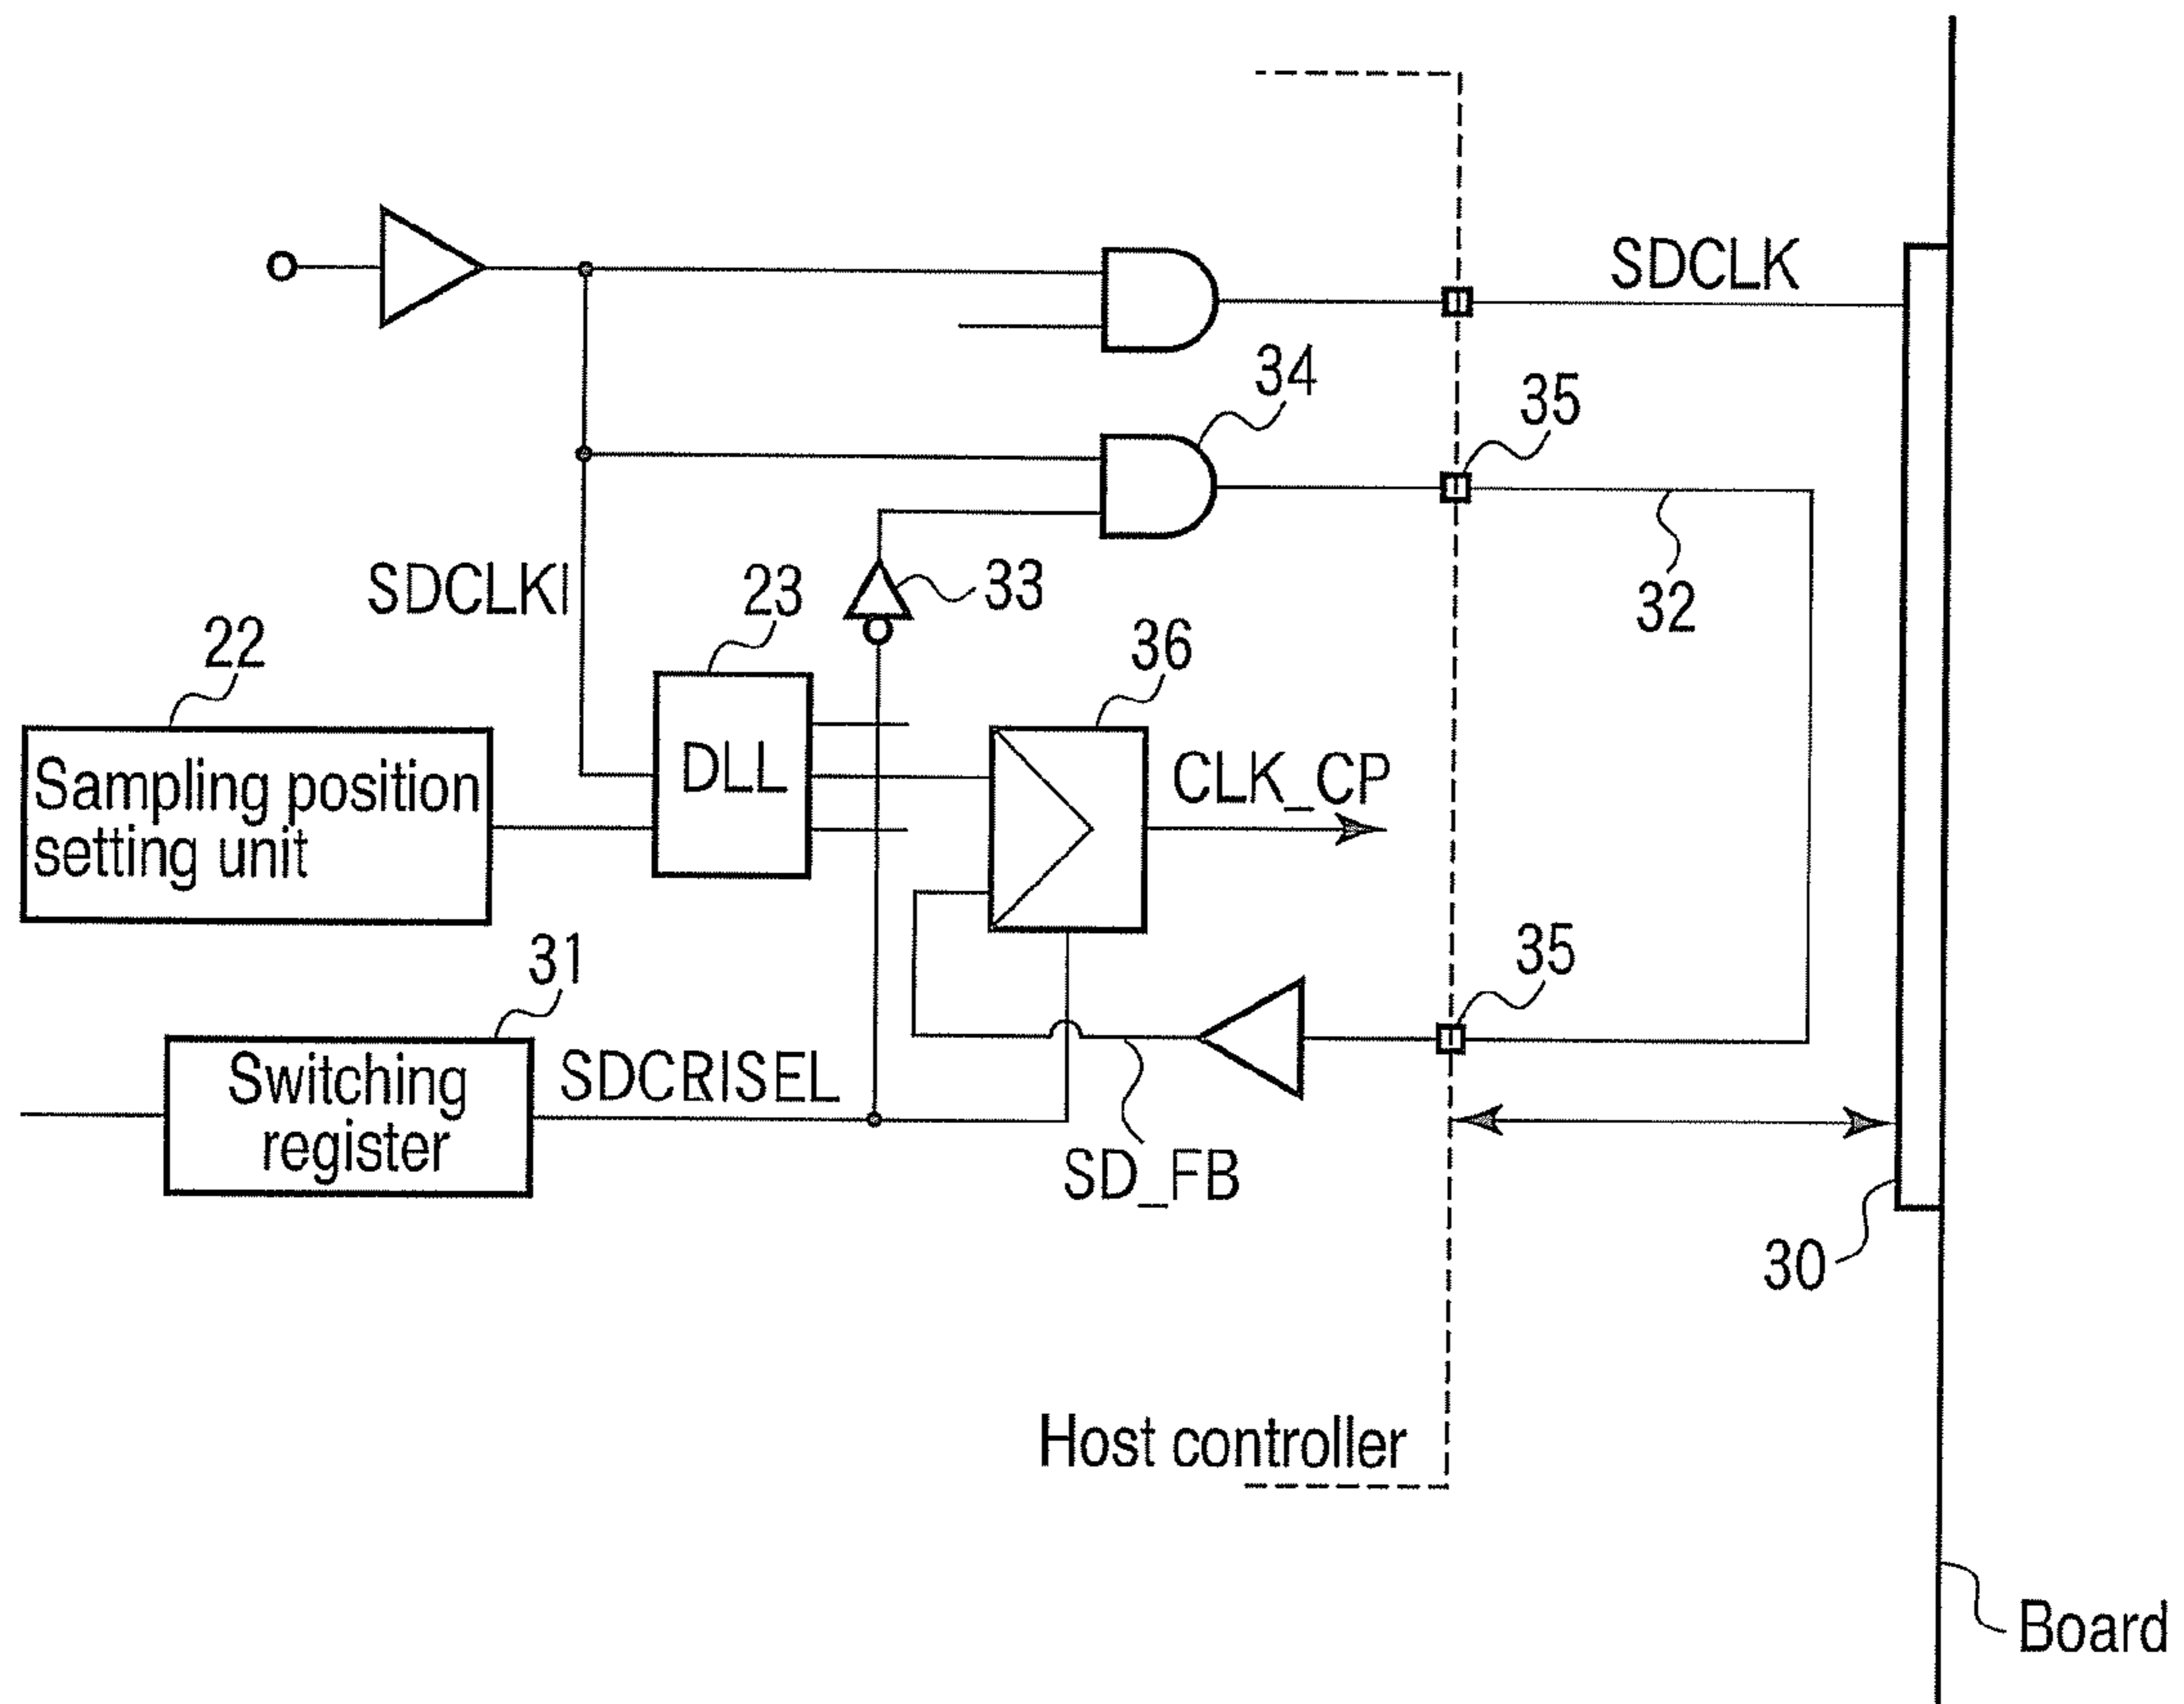 SDCLK
34
35
32
SDCLKI
23
33
22
36
Sampling position
setting unit
DLL
CLK_CP
31
35
Switching
register
SDCRISEL
SD_FB
30
Host controller
Board